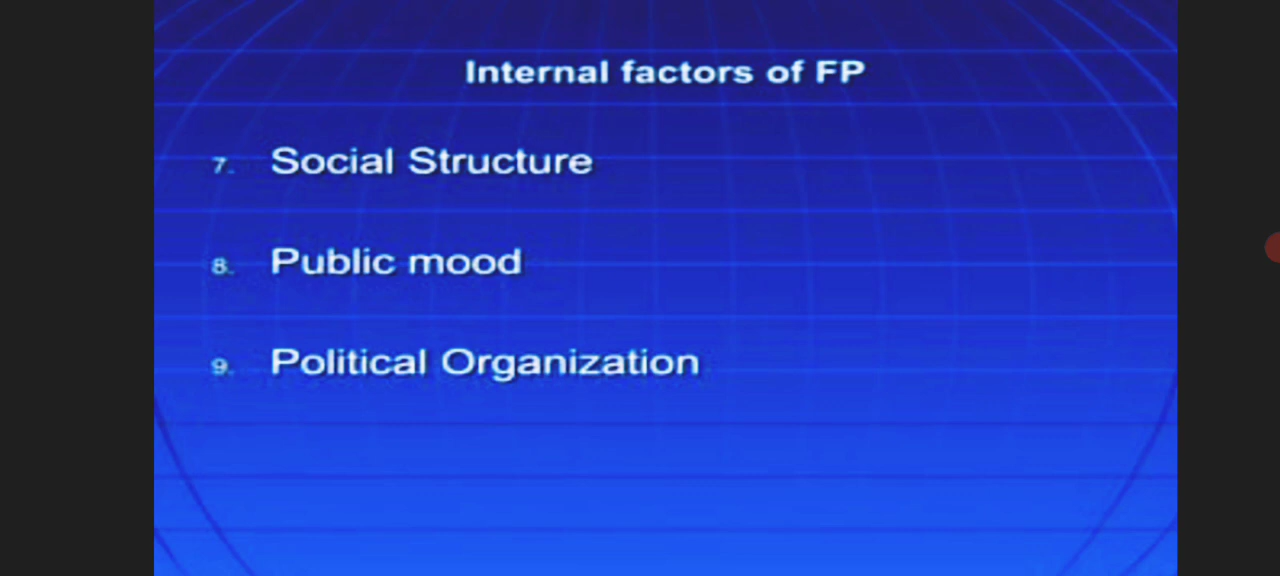 Internal factors of FP
7. Social Structure
8. Public mood
9. Political Organization